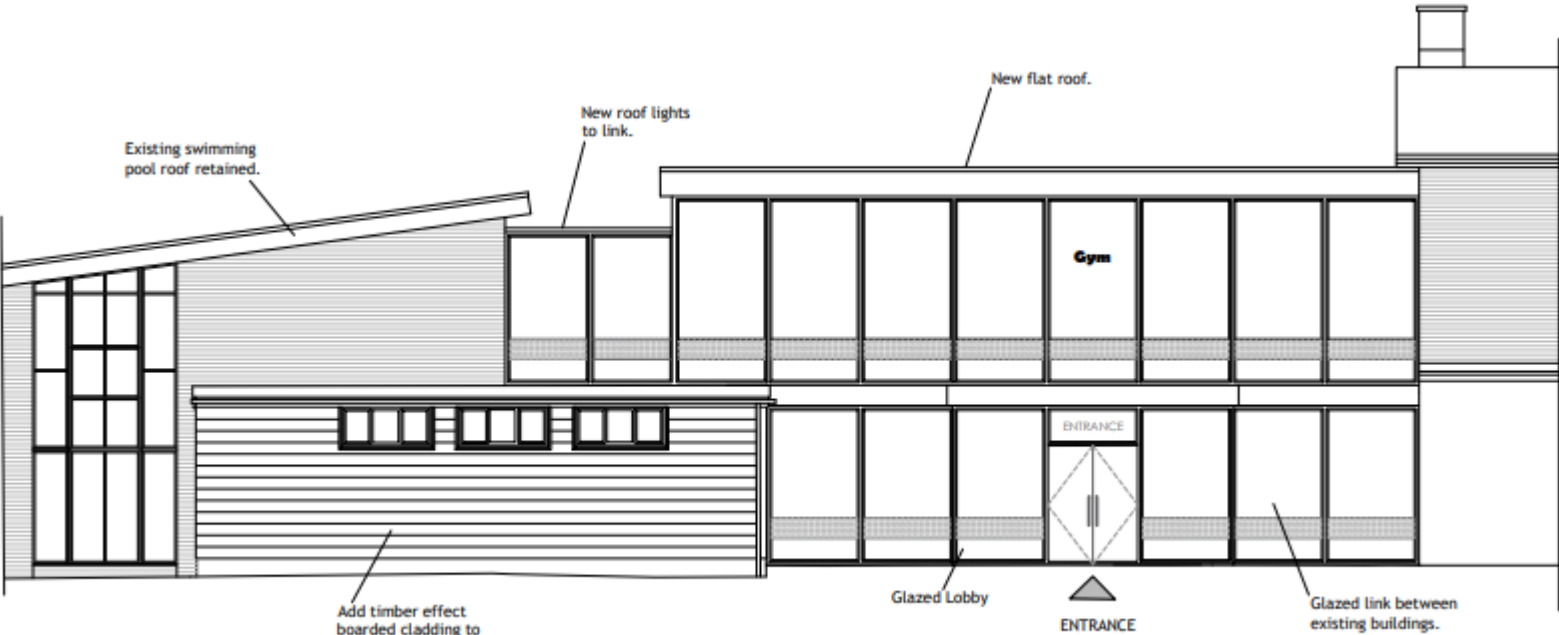 New flat roof.
New roof lights
to link.
Existing swimming
pool roof retained.
Gym
ENTRANCE
Glazed Lobby
ENTRANCE
Glazed link between
existing buildings.
Add timber effect
boarded cladding to